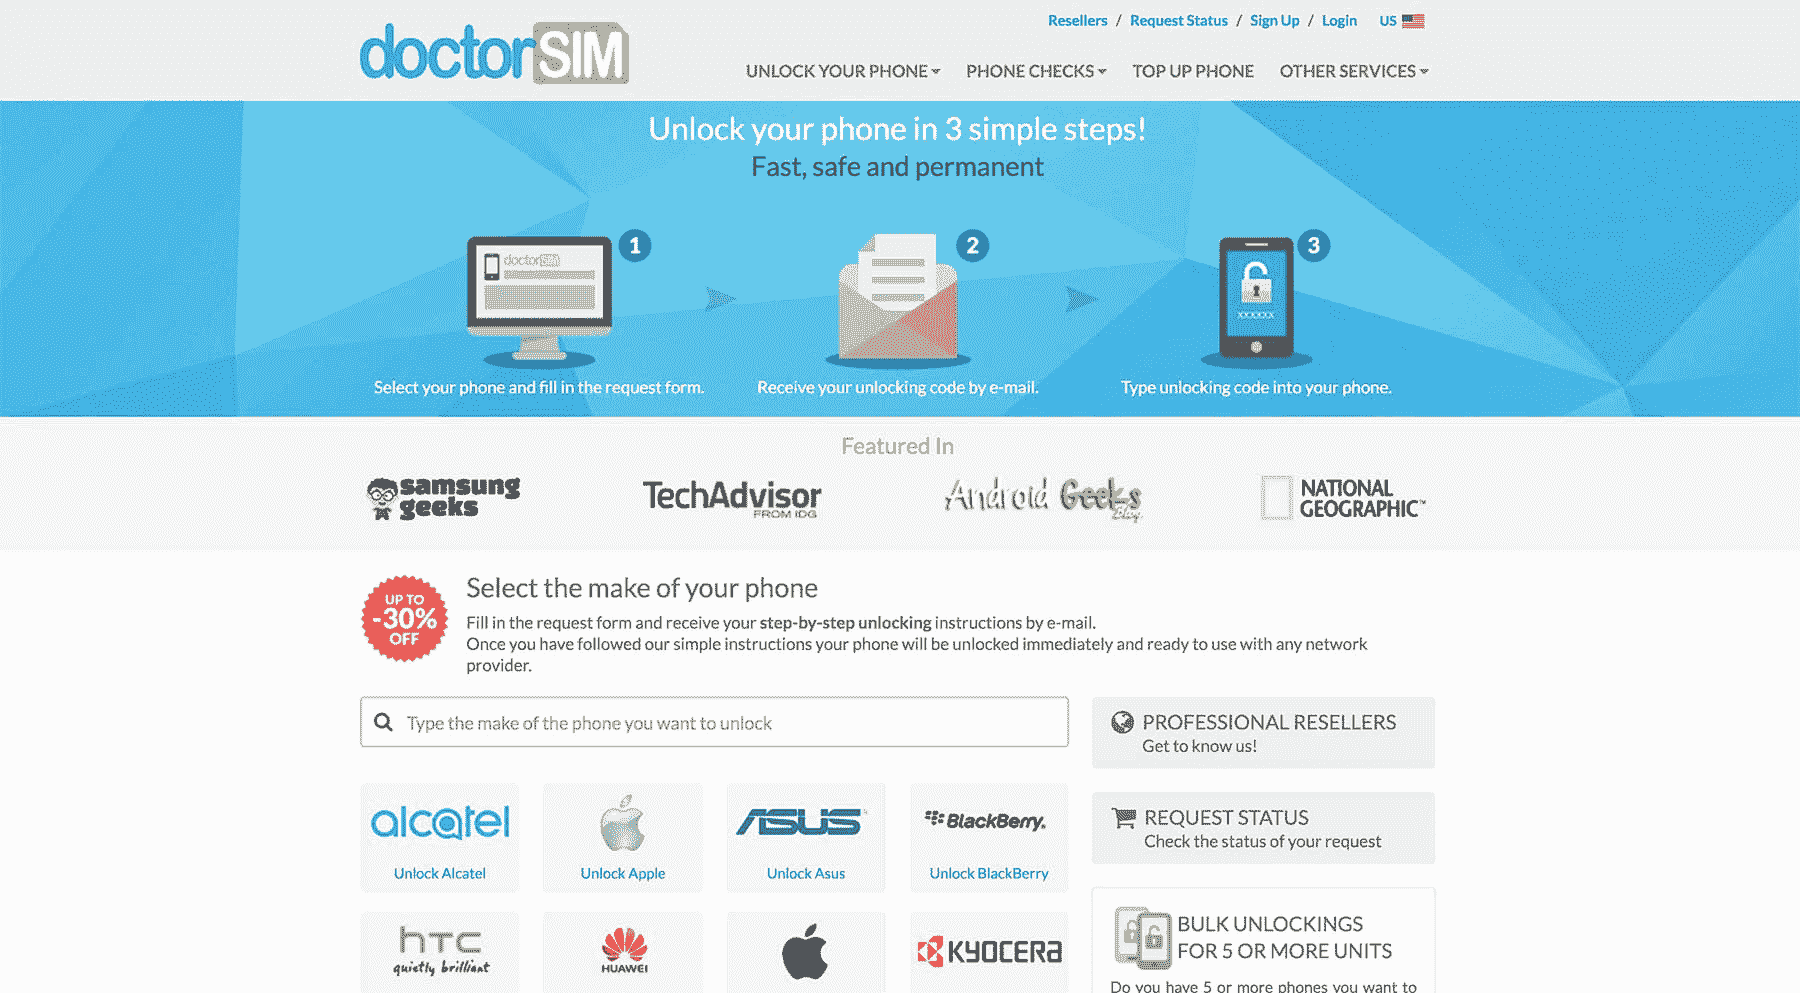 Resellers / Request Status / Sign Up / Login US
doctorSIM
UNLOCK YOUR PHONE PHONE CHECKS TOP UP PHONE OTHER SERVICES
Unlock your phone in 3 simple steps!
Fast, safe and permanent
1
2
3
doctorSIM
XXXXXX
Select your phone and fill in the request form.
Receive your unlocking code by e-mail.
Type unlocking code into your phone.
Featured In
samsung
geeks
TechAdvisor
FROM IDG
Android Geeks
Blog
NATIONAL
GEOGRAPHIC™
UP TO
-30%
OFF
Select the make of your phone
Fill in the request form and receive your step-by-step unlocking instructions by e-mail.
Once you have followed our simple instructions your phone will be unlocked immediately and ready to use with any network
provider.
Type the make of the phone you want to unlock
PROFESSIONAL RESELLERS
Get to know us!
alcatel
ASUS
BlackBerry.
Unlock Alcatel
Unlock Apple
Unlock Asus
Unlock BlackBerry
REQUEST STATUS
Check the status of your request
hTC
quietly brilliant
HUAWEI
KYOCERA
BULK UNLOCKINGS
FOR 5 OR MORE UNITS
Do you have 5 or more phones you want to